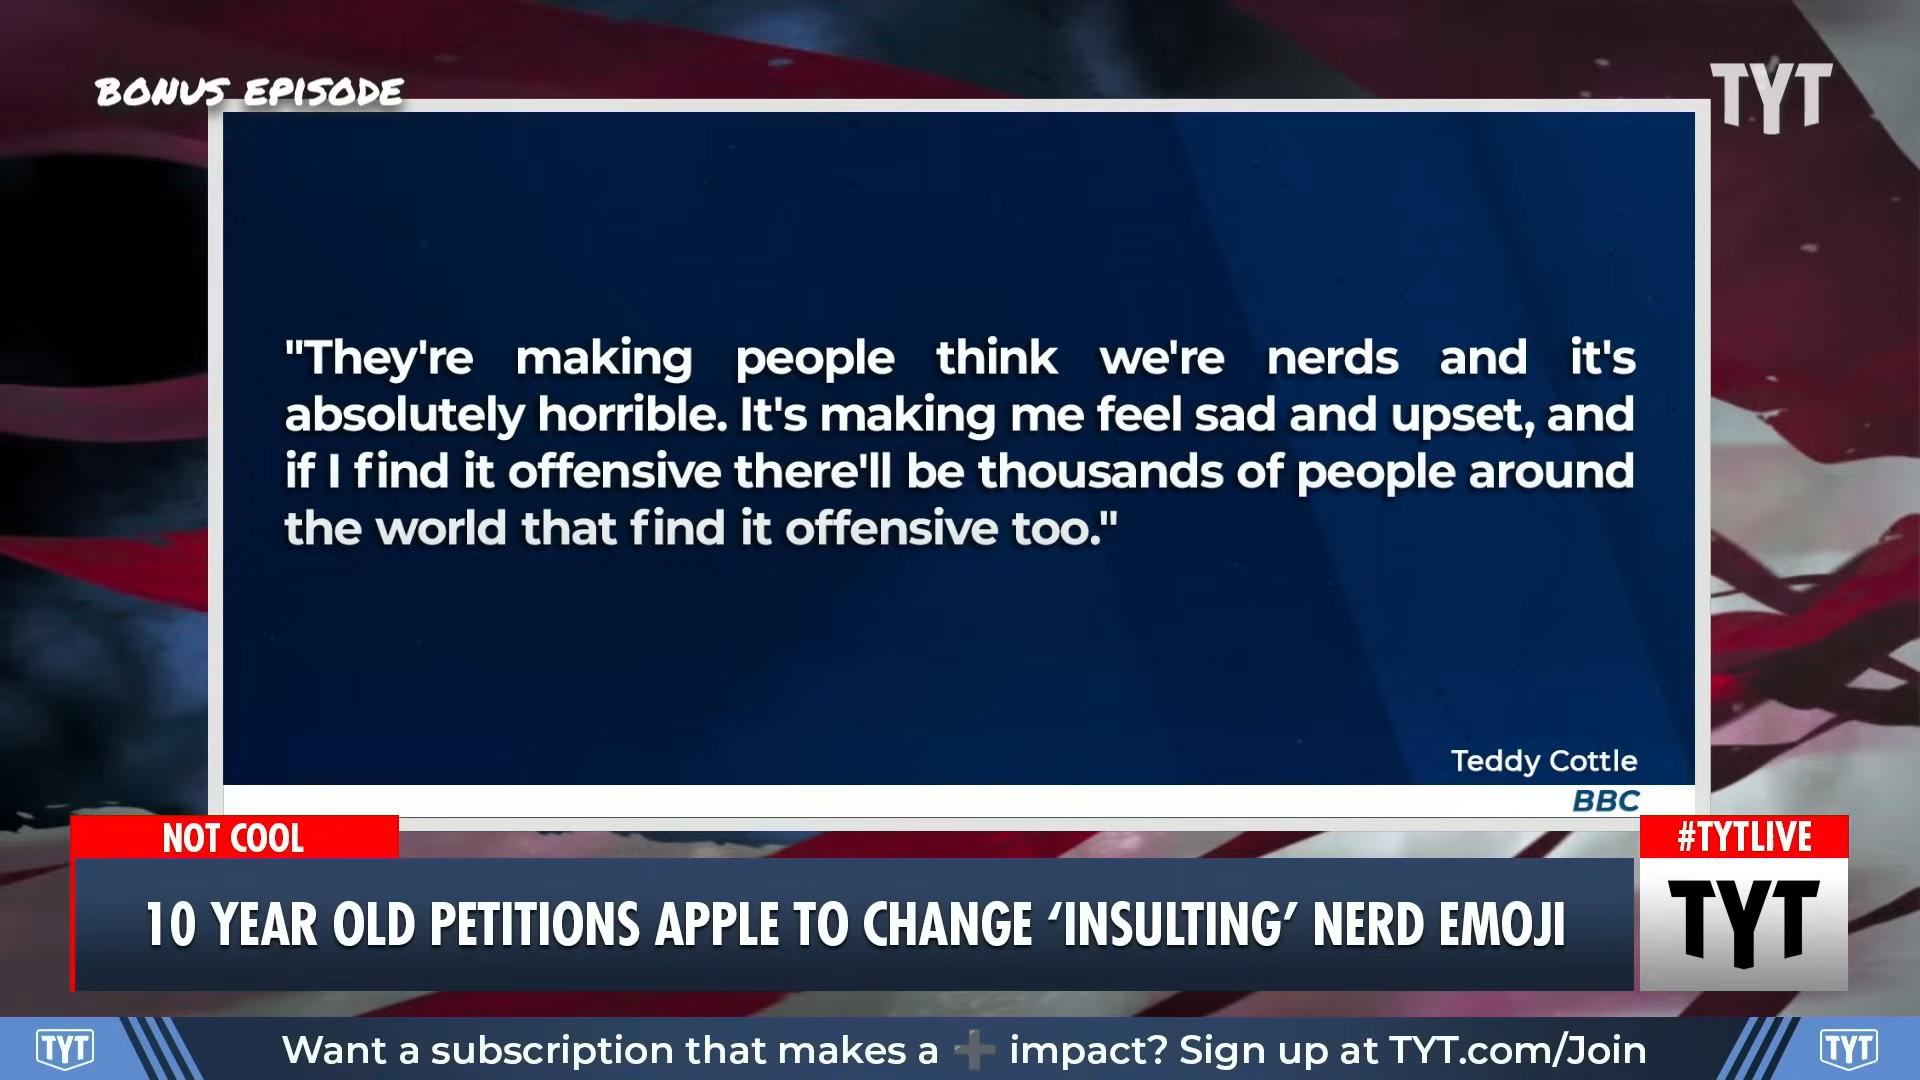 BONUS EPISODE
TYT
"They're making people think we're nerds and it's
absolutely horrible. It's making me feel sad and upset, and
if I find it offensive there'll be thousands of people around
the world that find it offensive too."
Teddy Cottle
BBC
NOT COOL
#TYTLIVE
10 YEAR OLD PETITIONS APPLE TO CHANGE ‘INSULTING’ NERD EMOJI
TYT
TYT
Want a subscription that makes a ➕ impact? Sign up at TYT.com/Join
TYT